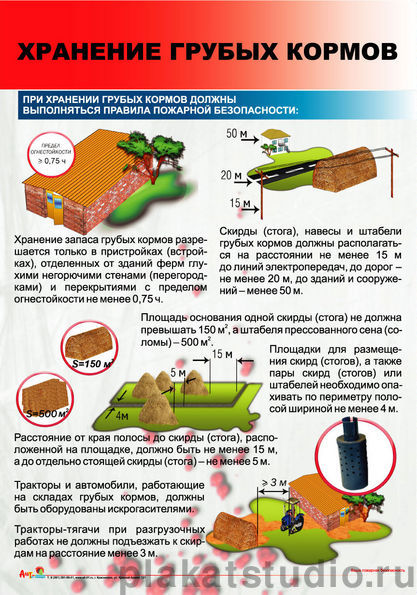 ХРАНЕНИЕ ГРУБЫХ КОРМОВ
ПРИ ХРАНЕНИИ ГРУБЫХ КОРМОВ ДОЛЖНЫ
ВЫПОЛНЯТЬСЯ ПРАВИЛА ПОЖАРНОЙ БЕЗОПАСНОСТИ:
ПРЕДЕЛ
ОГНЕСТОЙКОСТИ
≥ 0,75 ч
50 м
20 м
15 м
Хранение запаса грубых кормов разре-
шается только в пристройках (встрой-
ках), отделенных от зданий ферм глу-
хими негорючими стенами (перегород-
ками) и перекрытиями с пределом
огнестойкости не менее 0,75 ч.
Скирды (стога), навесы и штабели
грубых кормов должны располагать-
ся на расстоянии не менее 15 м
до линий электропередач, до дорог –
не менее 20 м, до зданий и сооруже-
ний – не менее 50 м.
Площадь основания одной скирды (стога) не должна
превышать 150 м², а штабеля прессованного сена (со-
ломы) – 500 м².
S=150 м²
S=500 м²
15 м
5 м
4м
Площадки для размеще-
ния скирд (стогов), а также
пары скирд (стогов) или
штабелей необходимо опа-
хивать по периметру поло-
сой шириной не менее 4 м.
Расстояние от края полосы до скирды (стога), распо-
ложенной на площадке, должно быть не менее 15 м,
а до отдельно стоящей скирды (стога) – не менее 5 м.
Тракторы и автомобили, работающие
на складах грубых кормов, должны
быть оборудованы искрогасителями.
Тракторы-тягачи при разгрузочных
работах не должны подъезжать к скир-
дам на расстояние менее 3 м.
≥ 3 м
plakatstudio.ru